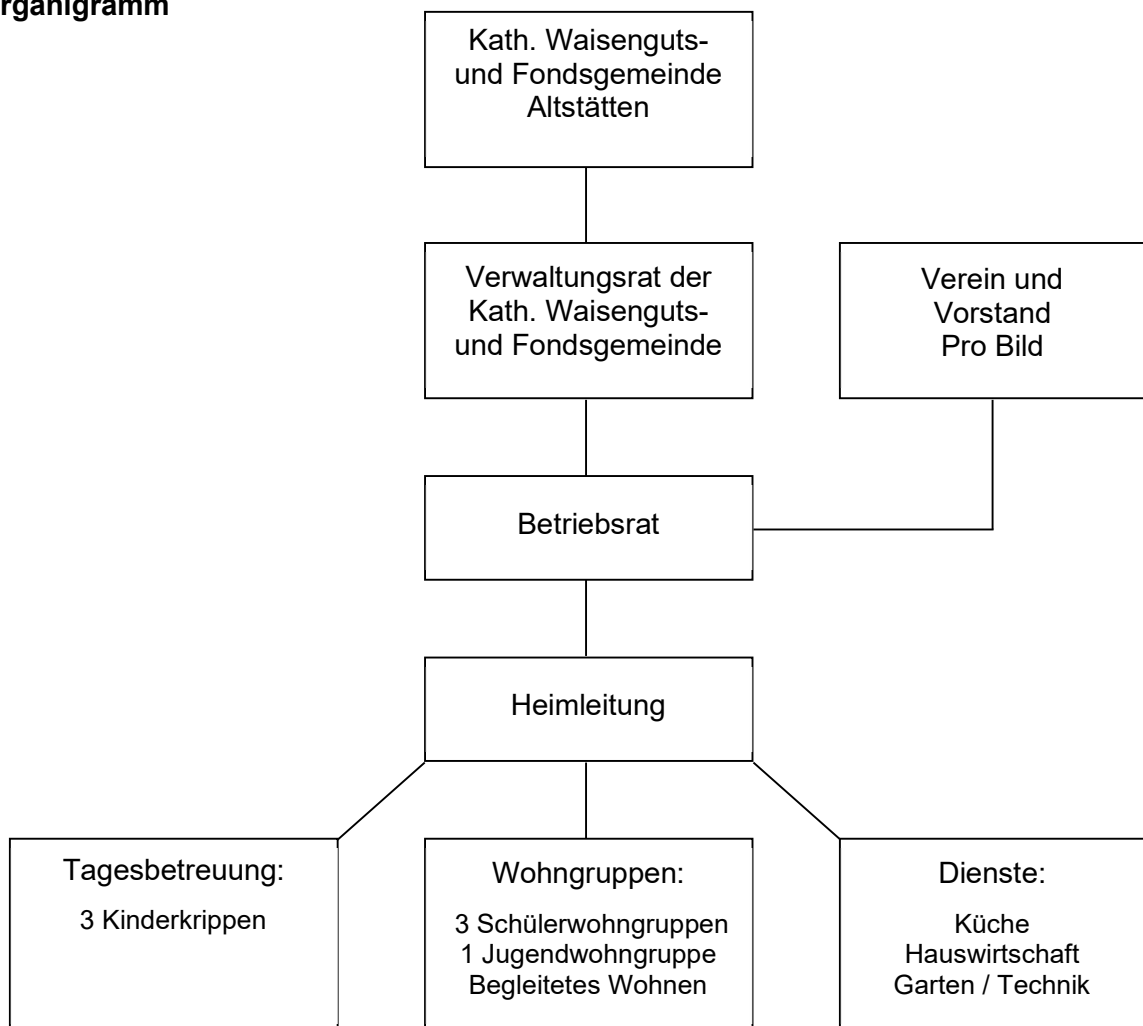 rganigramm
Kath. Waisenguts-
und Fondsgemeinde
Altstätten
Verwaltungsrat der
Kath. Waisenguts-
und Fondsgemeinde
Verein und
Vorstand
Pro Bild
Betriebsrat
Heimleitung
Tagesbetreuung:
3 Kinderkrippen
Wohngruppen:
3 Schülerwohngruppen
1 Jugendwohngruppe
Begleitetes Wohnen
Dienste:
Küche
Hauswirtschaft
Garten / Technik